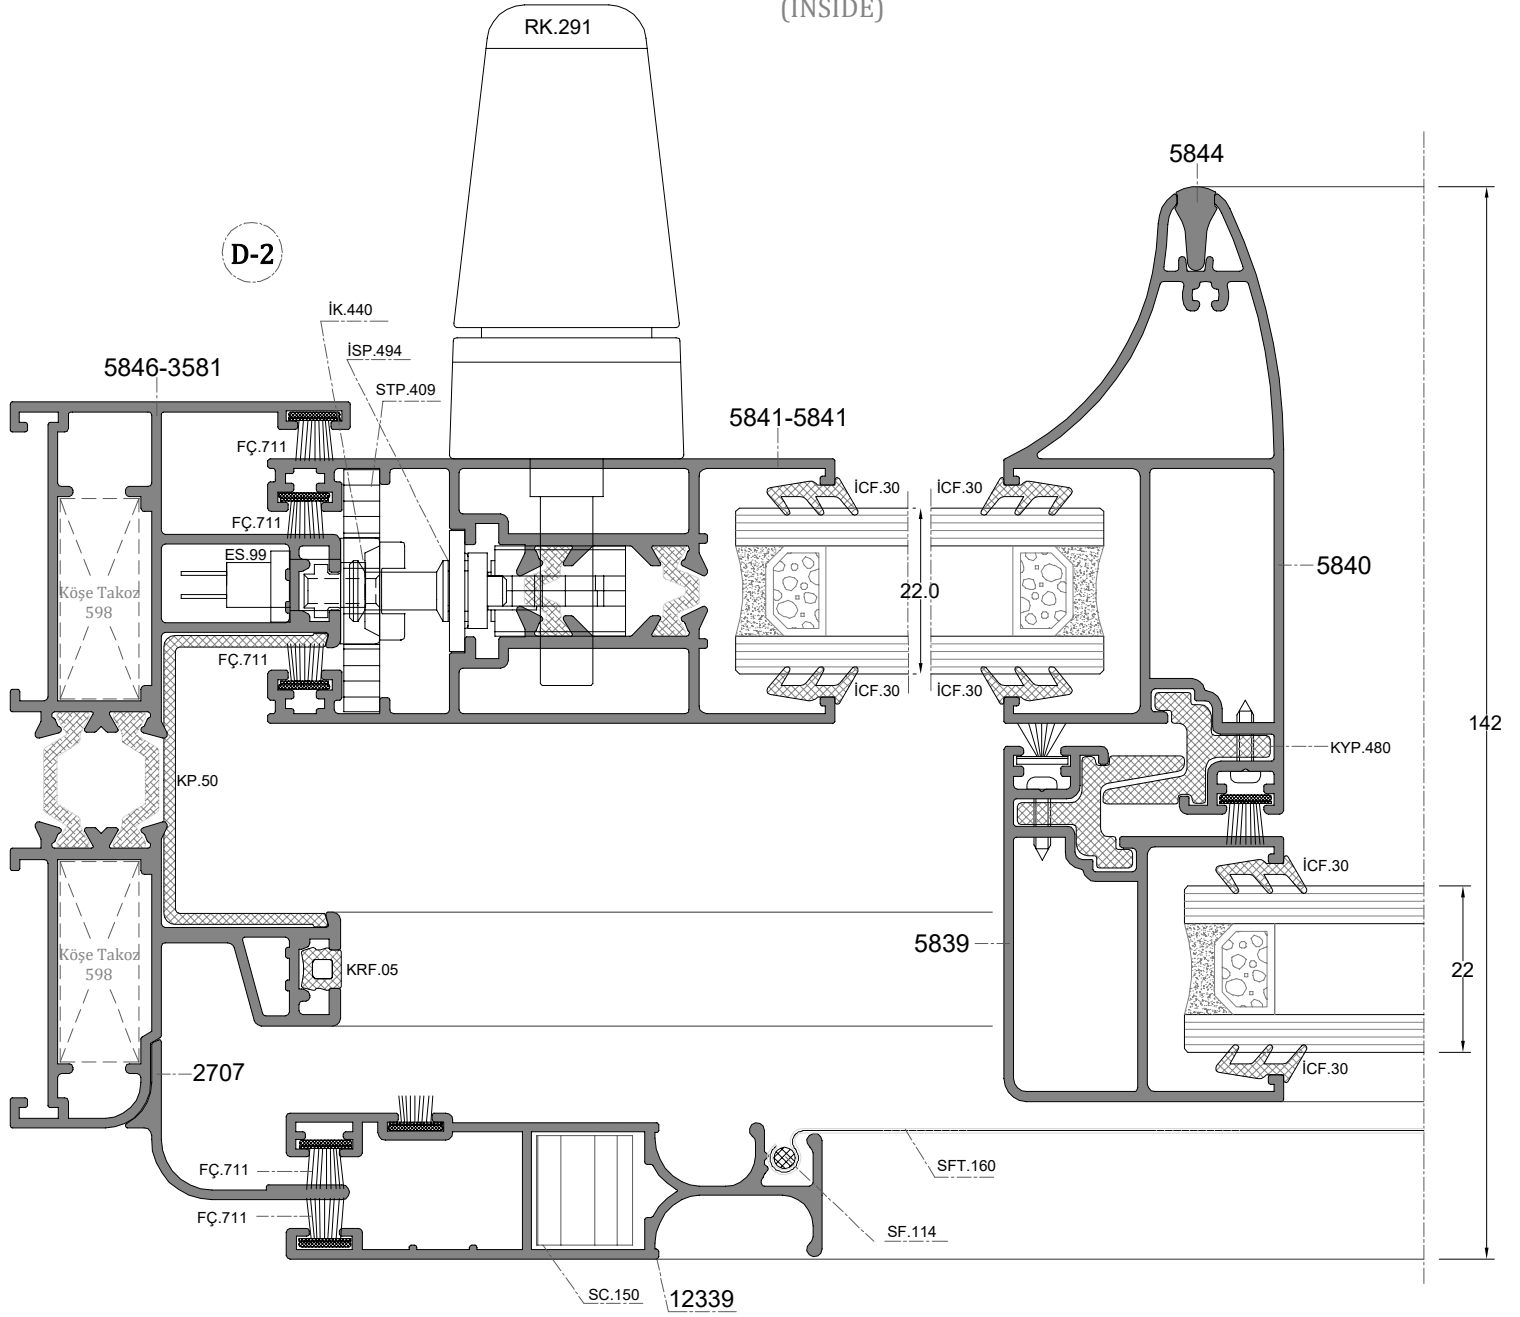 (INSIDE)
RK.291
5844
D-2
İK.440
İSP.494
5846-3581
STP.409
5841-5841
FÇ.711
İCF.30
İCF.30
FÇ.711
ES.99
5840
Köşe Takoz
598
22.0
FÇ.711
İCF.30
İCF.30
142
KYP.480
KP.50
İCF.30
5839
Köşe Takoz
598
KRF.05
22
2707
İCF.30
FÇ.711
SFT.160
FÇ.711
SF.114
SC.150
12339